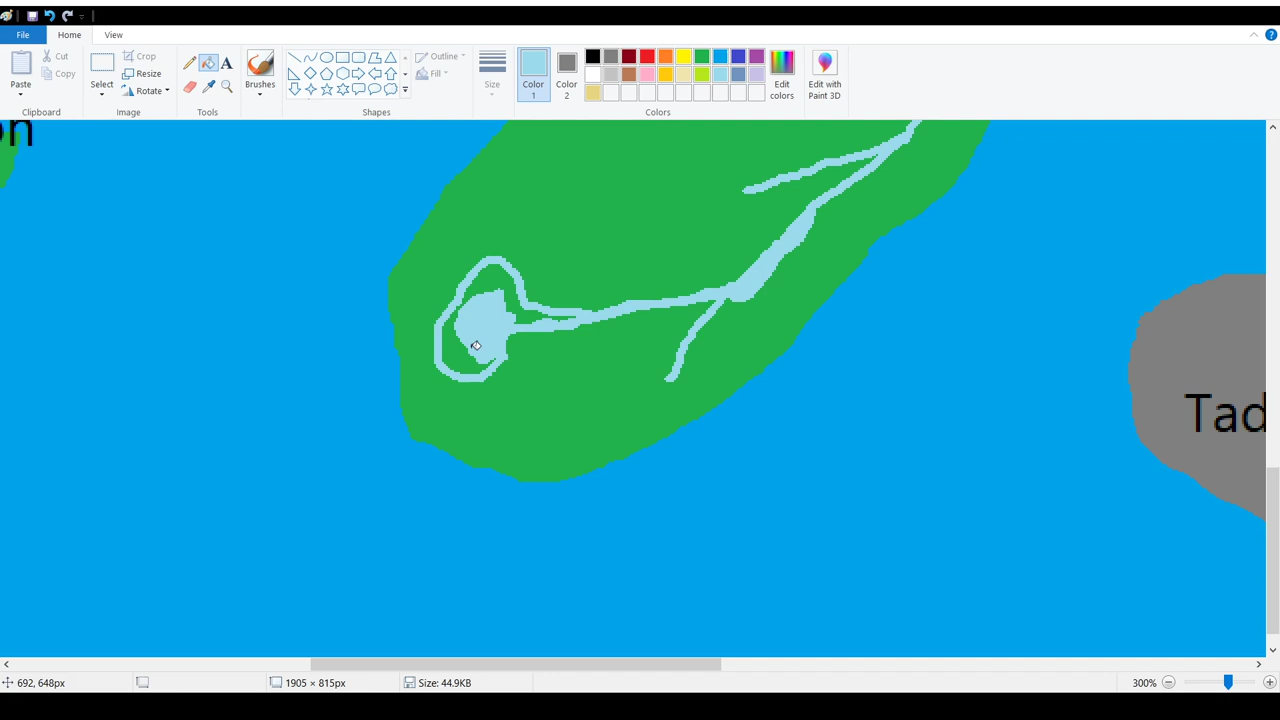 File
Home
View
Paste
Cut
Copy
Clipboard
Select
Crop
Resize
Rotate
Image
Tools
Brushes
Outline
Fill
Shapes
Size
Color 1
Color 2
Edit colors
Edit with Paint 3D
Colors
on
Tad
692, 648px
1905 × 815px
Size: 44.9KB
300%